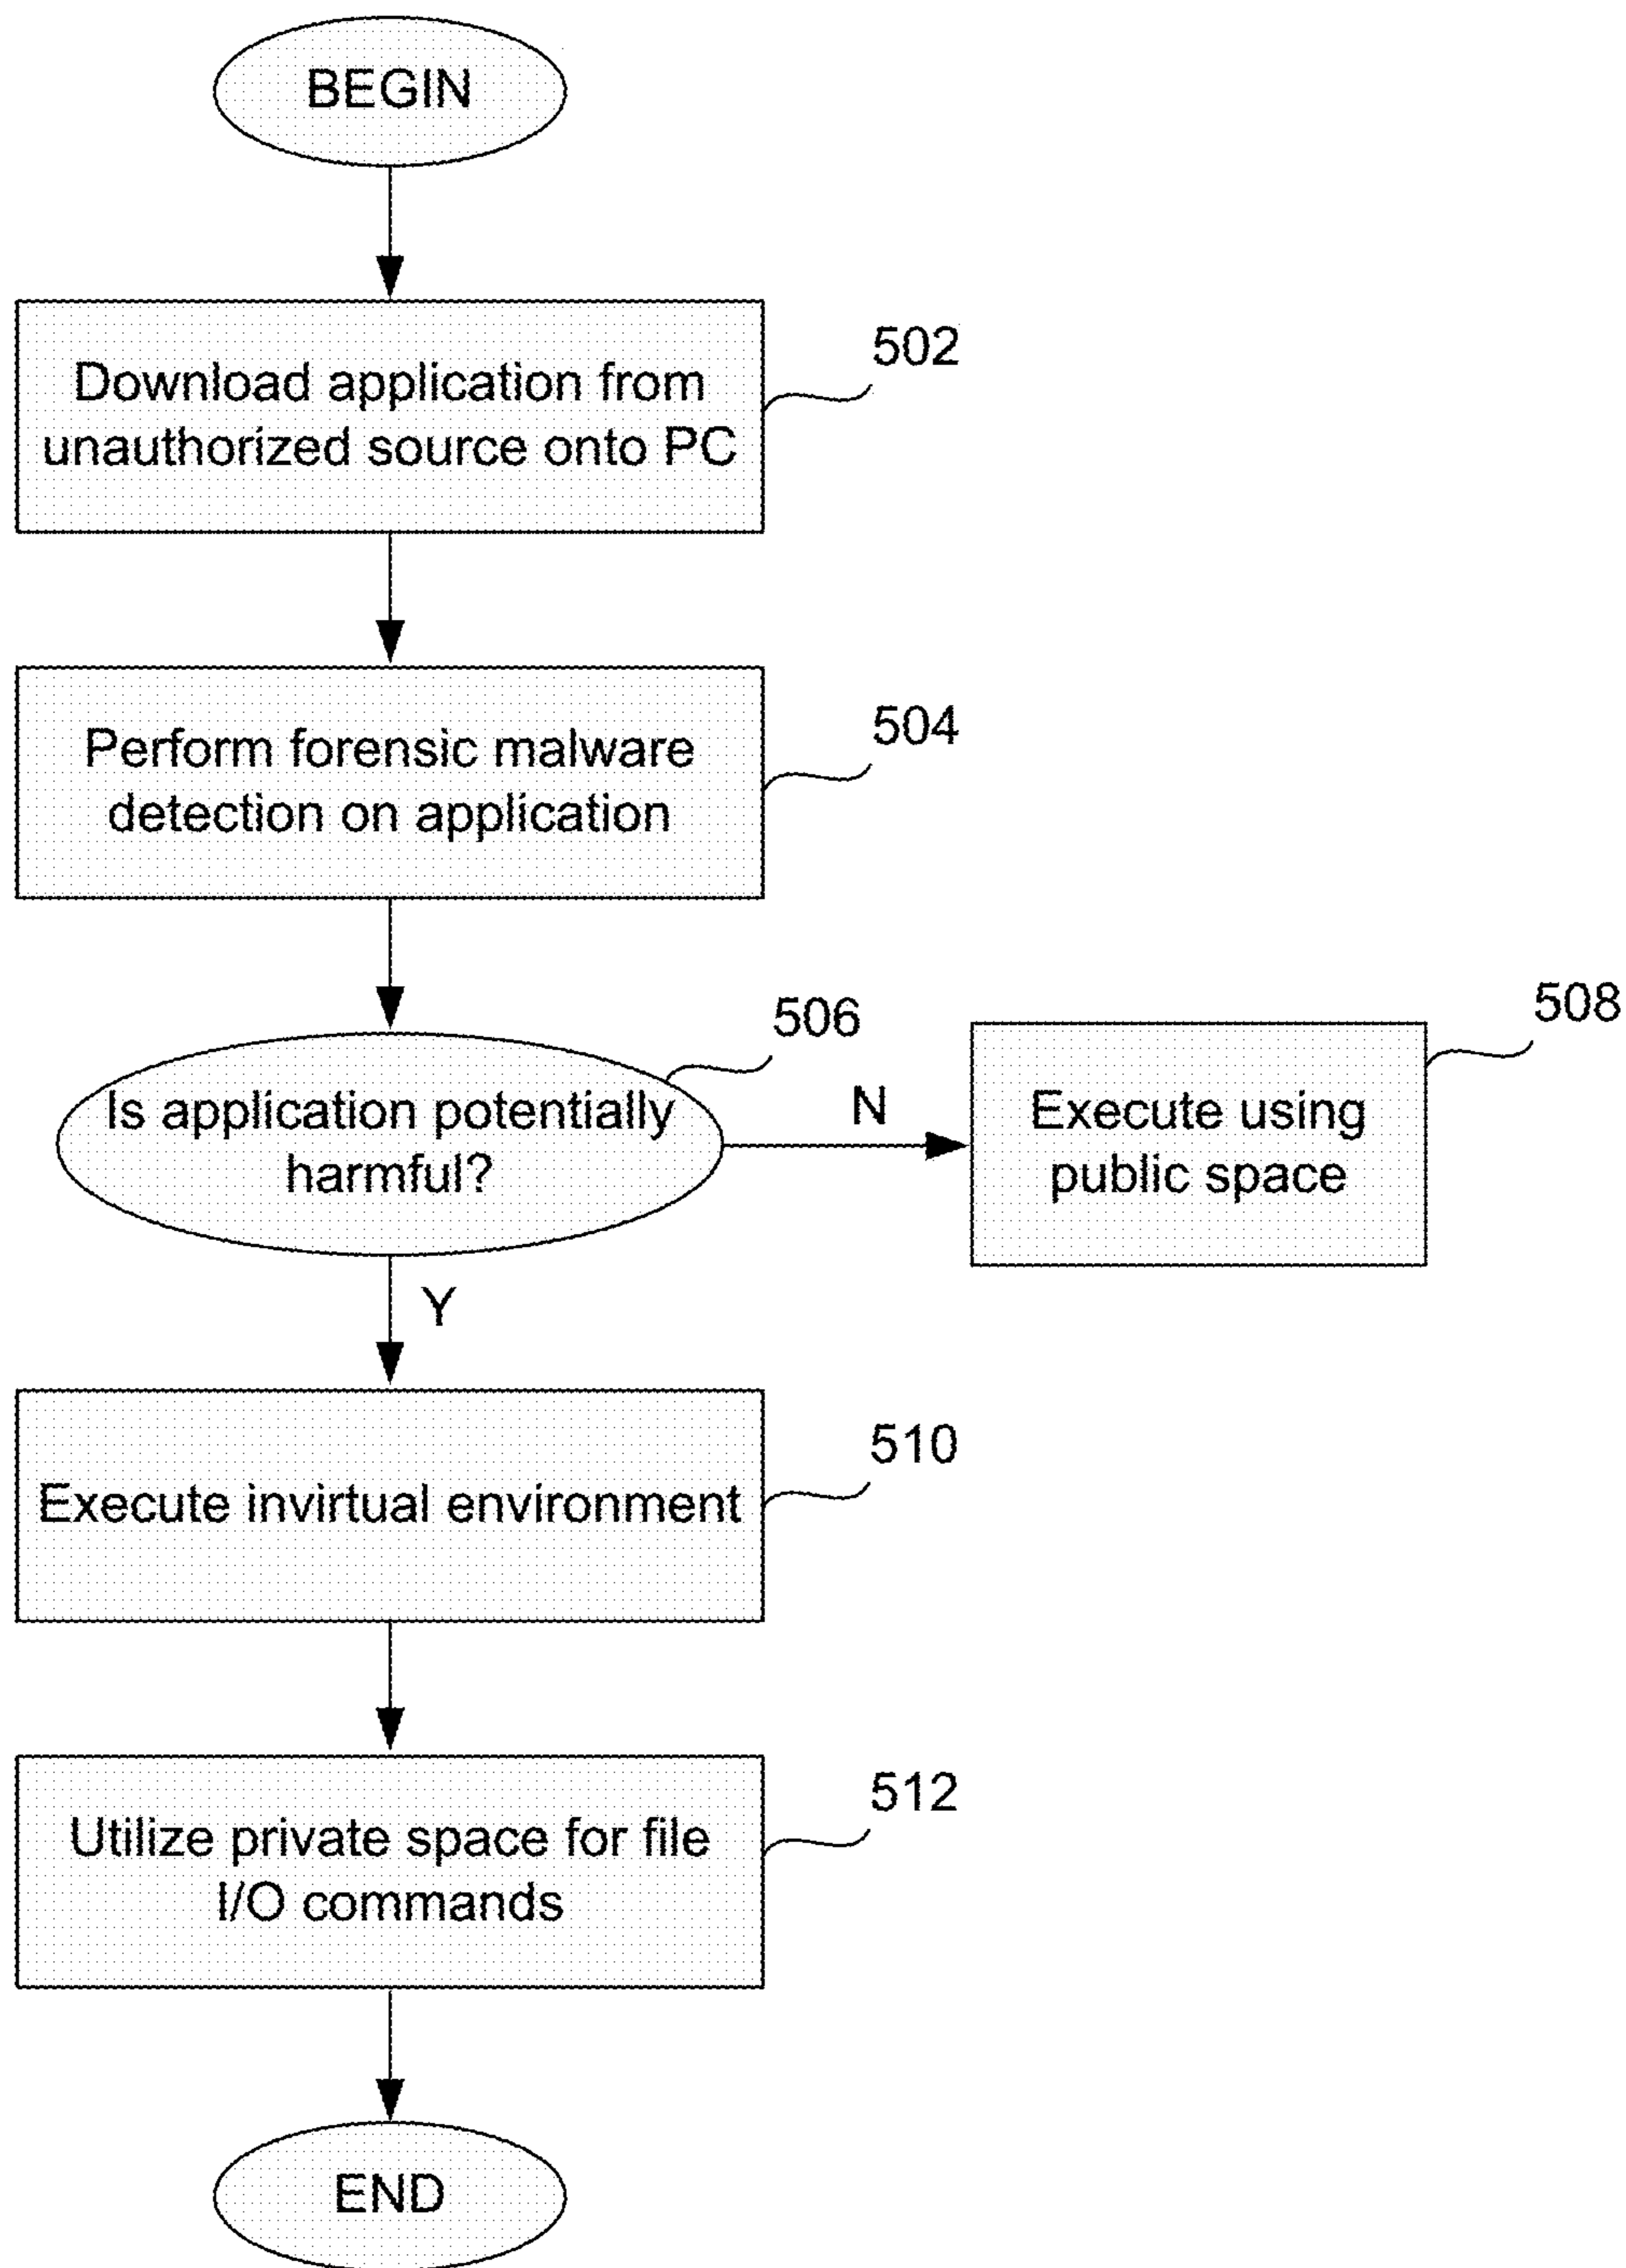 BEGIN
Download application from
unauthorized source onto PC
502
Perform forensic malware
detection on application
504
506
Is application potentially
harmful?
N
508
Execute using
public space
Y
Execute invirtual environment
510
Utilize private space for file
I/O commands
512
END